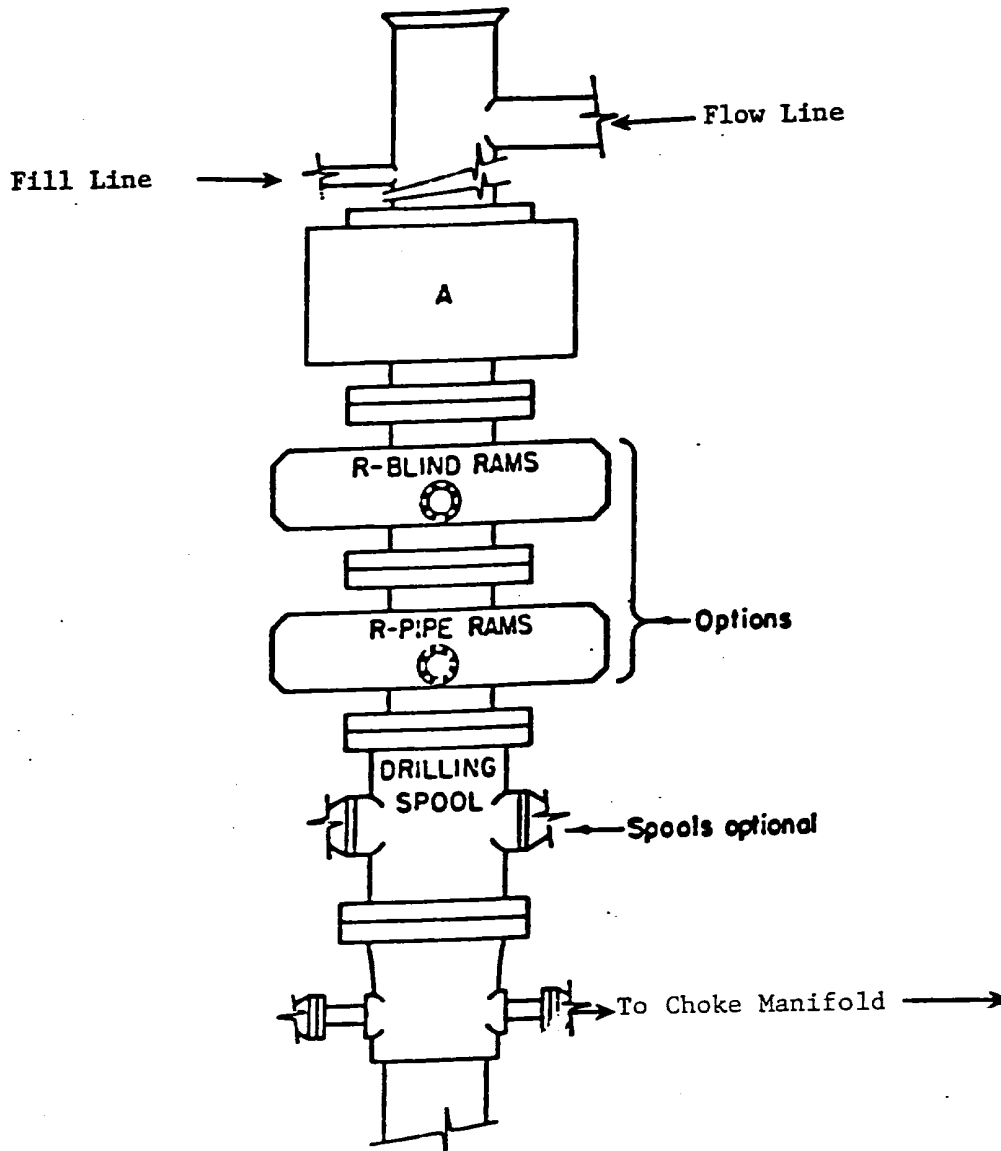 Flow Line
Fill Line
A
R-BLIND RAMS
R-PIPE RAMS
Options
DRILLING
SPOOL
Spools optional
To Choke Manifold